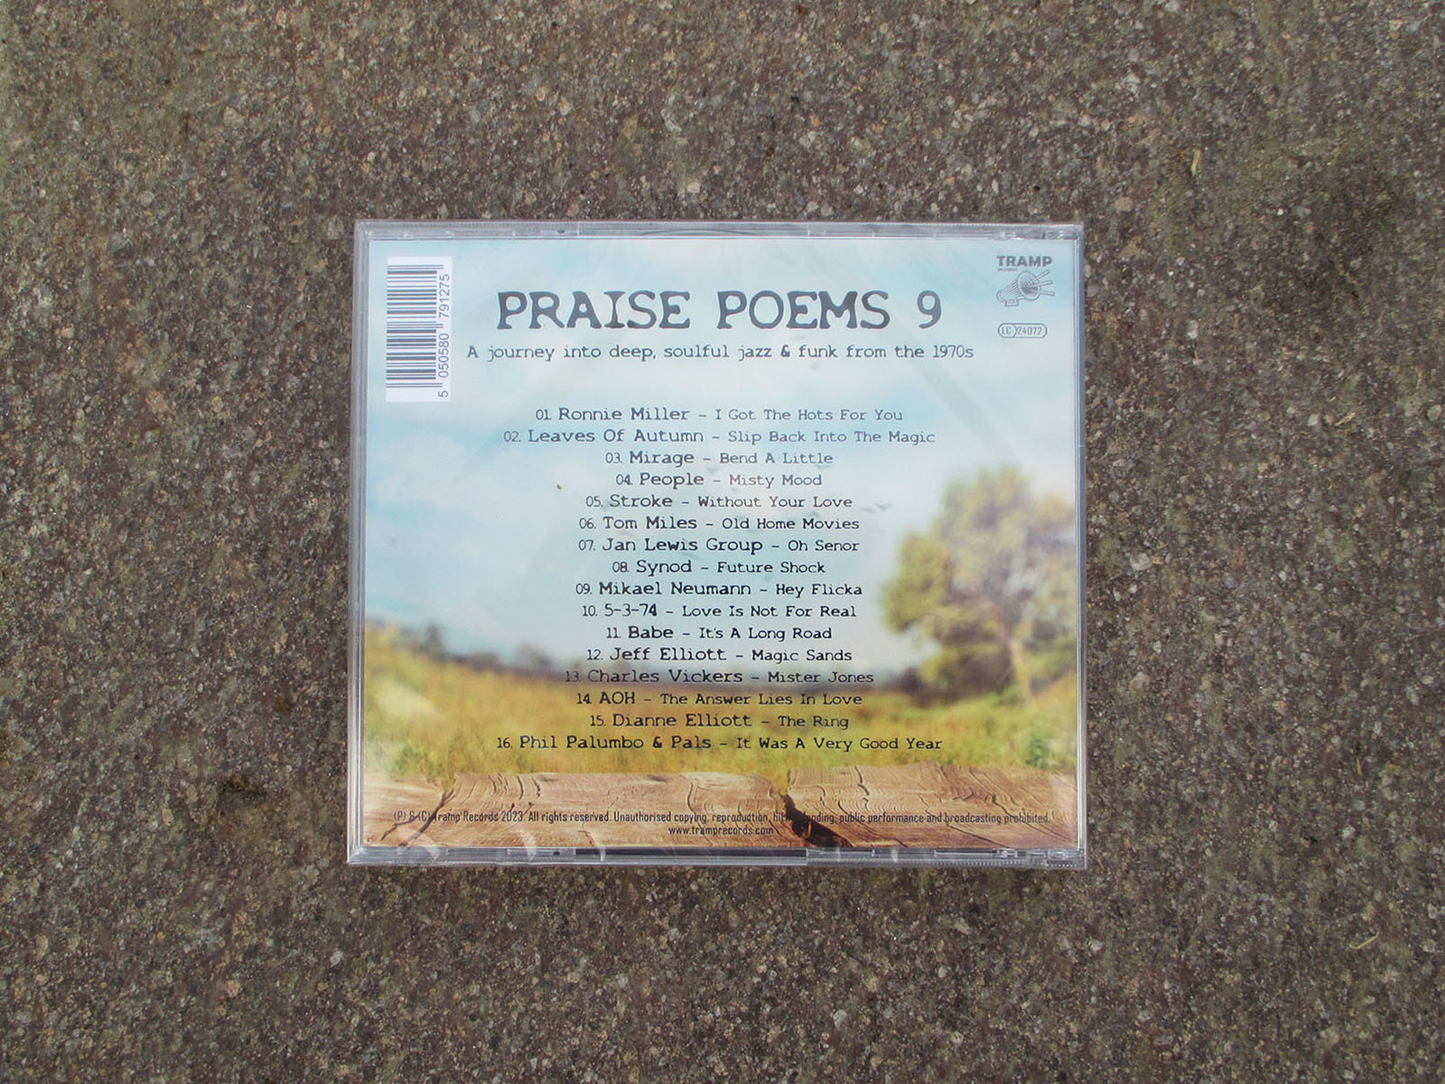 TRAMP
RECORDS
LC 24072
5 050580 791275
PRAISE POEMS 9
A journey into deep, soulful jazz & funk from the 1970s
01. Ronnie Miller - I Got The Hots For You
02. Leaves Of Autumn - Slip Back Into The Magic
03. Mirage - Bend A Little
04. People - Misty Mood
05. Stroke - Without Your Love
06. Tom Miles - Old Home Movies
07. Jan Lewis Group - Oh Senor
08. Synod - Future Shock
09. Mikael Neumann - Hey Flicka
10. 5-3-74 - Love Is Not For Real
11. Babe - It's A Long Road
12. Jeff Elliott - Magic Sands
13. Charles Vickers - Mister Jones
14. AOH - The Answer Lies In Love
15. Dianne Elliott - The Ring
16. Phil Palumbo & Pals - It Was A Very Good Year
(P) & (C) Tramp Records 2023. All rights reserved. Unauthorised copying, reproduction, public performance and broadcasting prohibited.
www.tramprecords.com